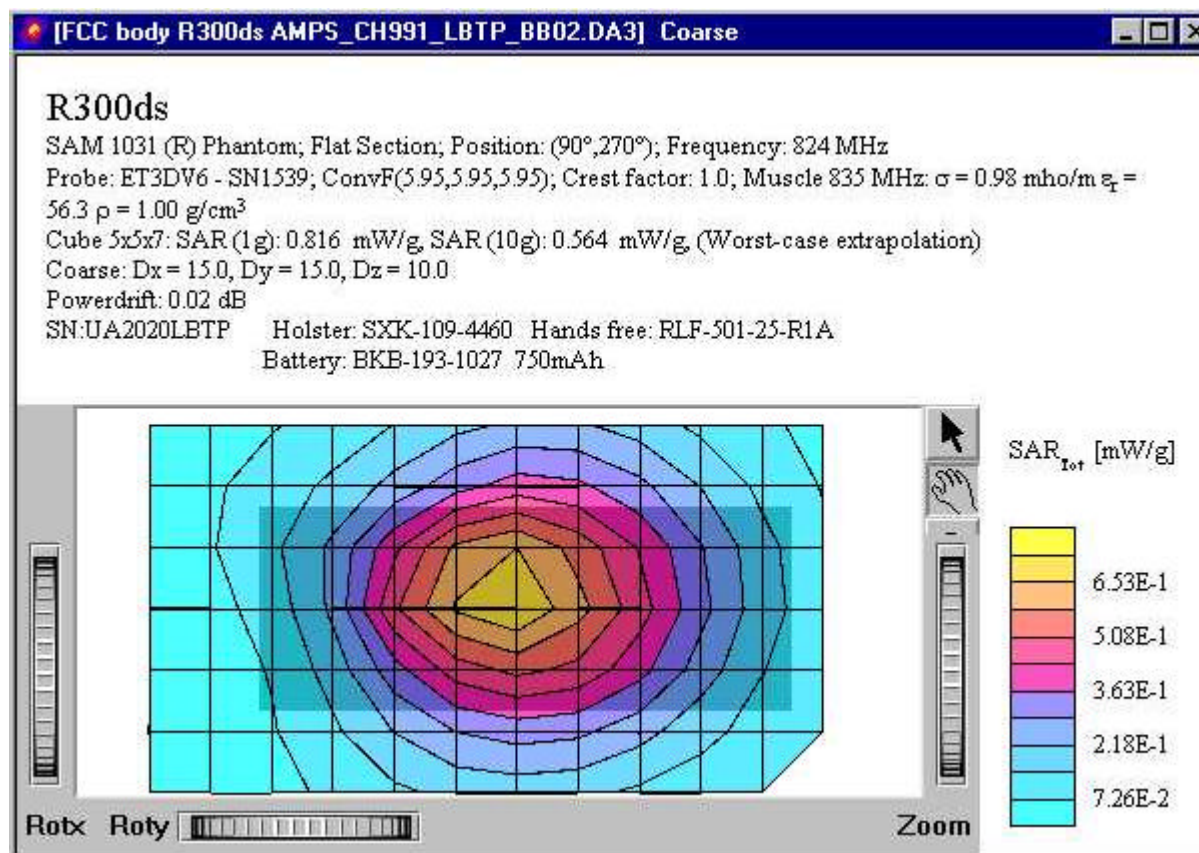 [FCC body R300ds AMPS_CH991_LBTP_BB02.DA3] Coarse
R300ds
SAM 1031 (R) Phantom; Flat Section; Position: (90°,270°); Frequency: 824 MHz
Probe: ET3DV6 - SN1539; ConvF(5.95,5.95,5.95); Crest factor: 1.0; Muscle 835 MHz: σ = 0.98 mho/m εr =
56.3 ρ = 1.00 g/cm³
Cube 5x5x7: SAR (1g): 0.816 mW/g, SAR (10g): 0.564 mW/g, (Worst-case extrapolation)
Coarse: Dx = 15.0, Dy = 15.0, Dz = 10.0
Powerdrift: 0.02 dB
SN:UA2020LBTP Holster: SXK-109-4460 Hands free: RLF-501-25-R1A
Battery: BKB-193-1027 750mAh
SARTot [mW/g]
6.53E-1
5.08E-1
3.63E-1
2.18E-1
7.26E-2
Rotx Roty Zoom